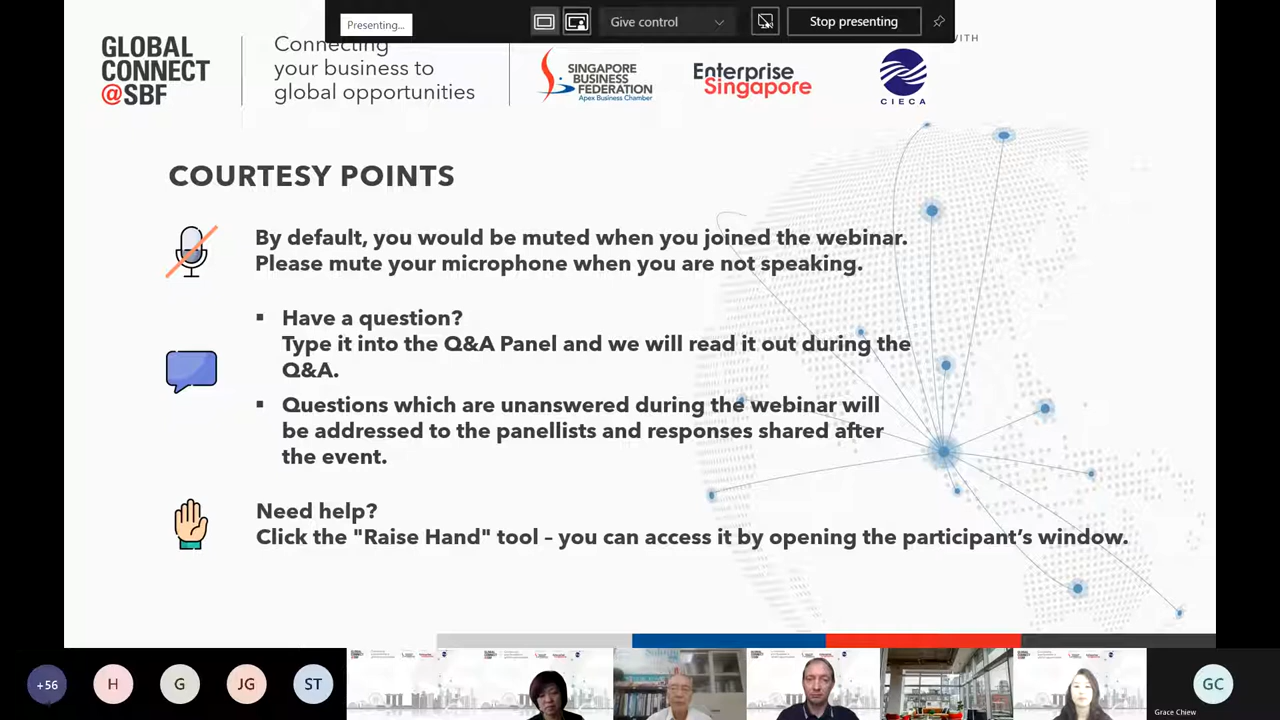 Presenting...
Give control
Stop presenting
GLOBAL
CONNECT
@SBF
Connecting
your business to
global opportunities
SINGAPORE
BUSINESS
FEDERATION
Apex Business Chamber
Enterprise
Singapore
WITH
CIECA
COURTESY POINTS
By default, you would be muted when you joined the webinar.
Please mute your microphone when you are not speaking.
▪ Have a question?
Type it into the Q&A Panel and we will read it out during the
Q&A.
▪ Questions which are unanswered during the webinar will
be addressed to the panellists and responses shared after
the event.
Need help?
Click the "Raise Hand" tool – you can access it by opening the participant’s window.
+56
H
G
JG
ST
GC
Grace Chiew